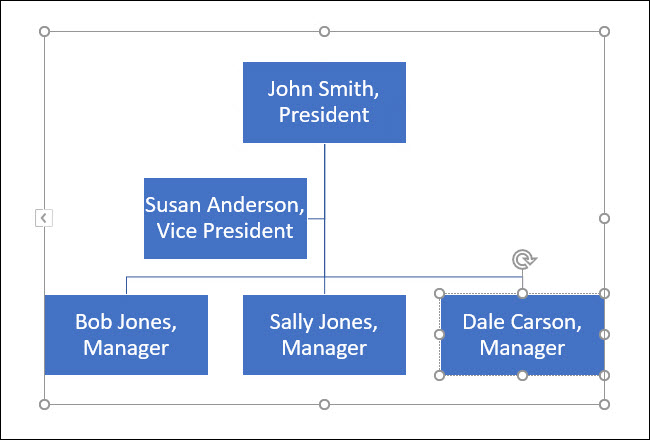 John Smith,
President
Susan Anderson,
Vice President
Bob Jones,
Manager
Sally Jones,
Manager
Dale Carson,
Manager